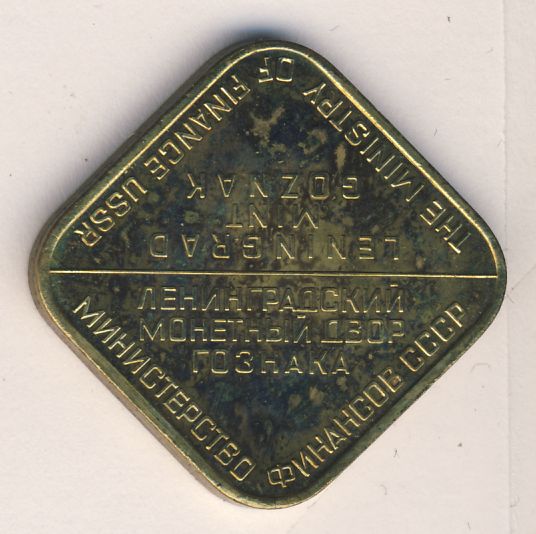 THE MINISTRY OF FINANCE USSR
LENINGRAD
MINT
GOZNAK
ЛЕНИНГРАДСКИЙ
МОНЕТНЫЙ ДВОР
ГОЗНАКА
МИНИСТЕРСТВО ФИНАНСОВ СССР